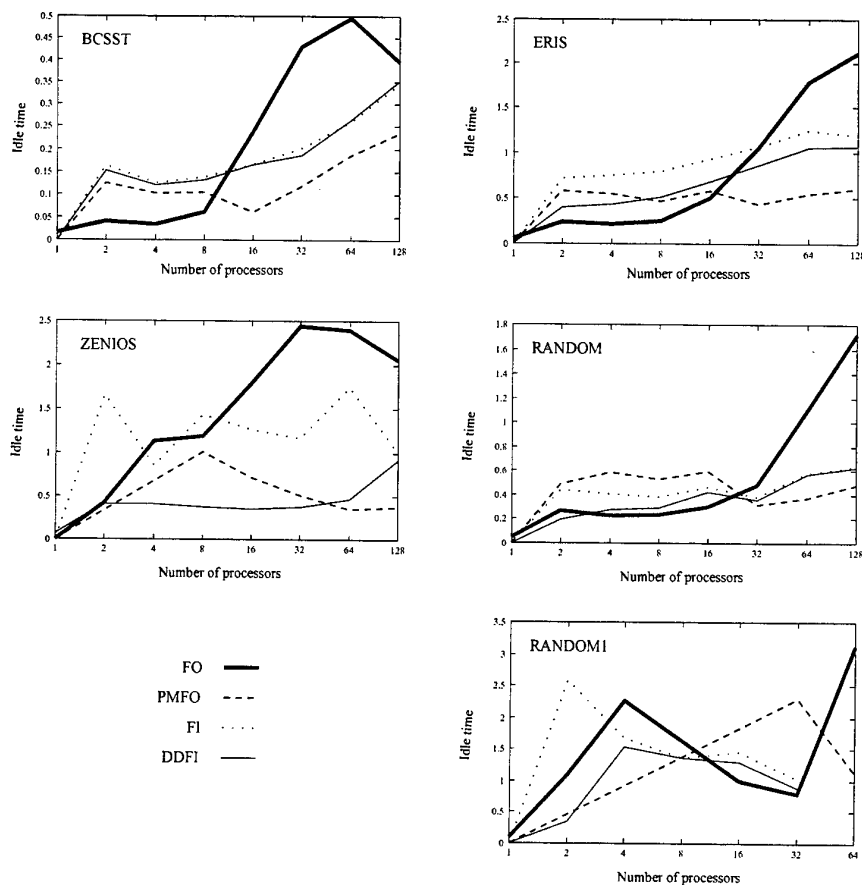 BCSST
0.5
0.45
0.4
0.35
0.3
0.25
0.2
0.15
0.1
0.05
0
Idle time
1 2 4 8 16 32 64 128
Number of processors
ERIS
2.5
2
1.5
1
0.5
0
Idle time
1 2 4 8 16 32 64 128
Number of processors
ZENIOS
2.5
2
1.5
1
0.5
0
Idle time
1 2 4 8 16 32 64 128
Number of processors
RANDOM
1.8
1.6
1.4
1.2
1
0.8
0.6
0.4
0.2
0
Idle time
1 2 4 8 16 32 64 128
Number of processors
FO
PMFO
FI
DDFI
RANDOM1
3.5
3
2.5
2
1.5
1
0.5
0
Idle time
1 2 4 8 16 32 64
Number of processors